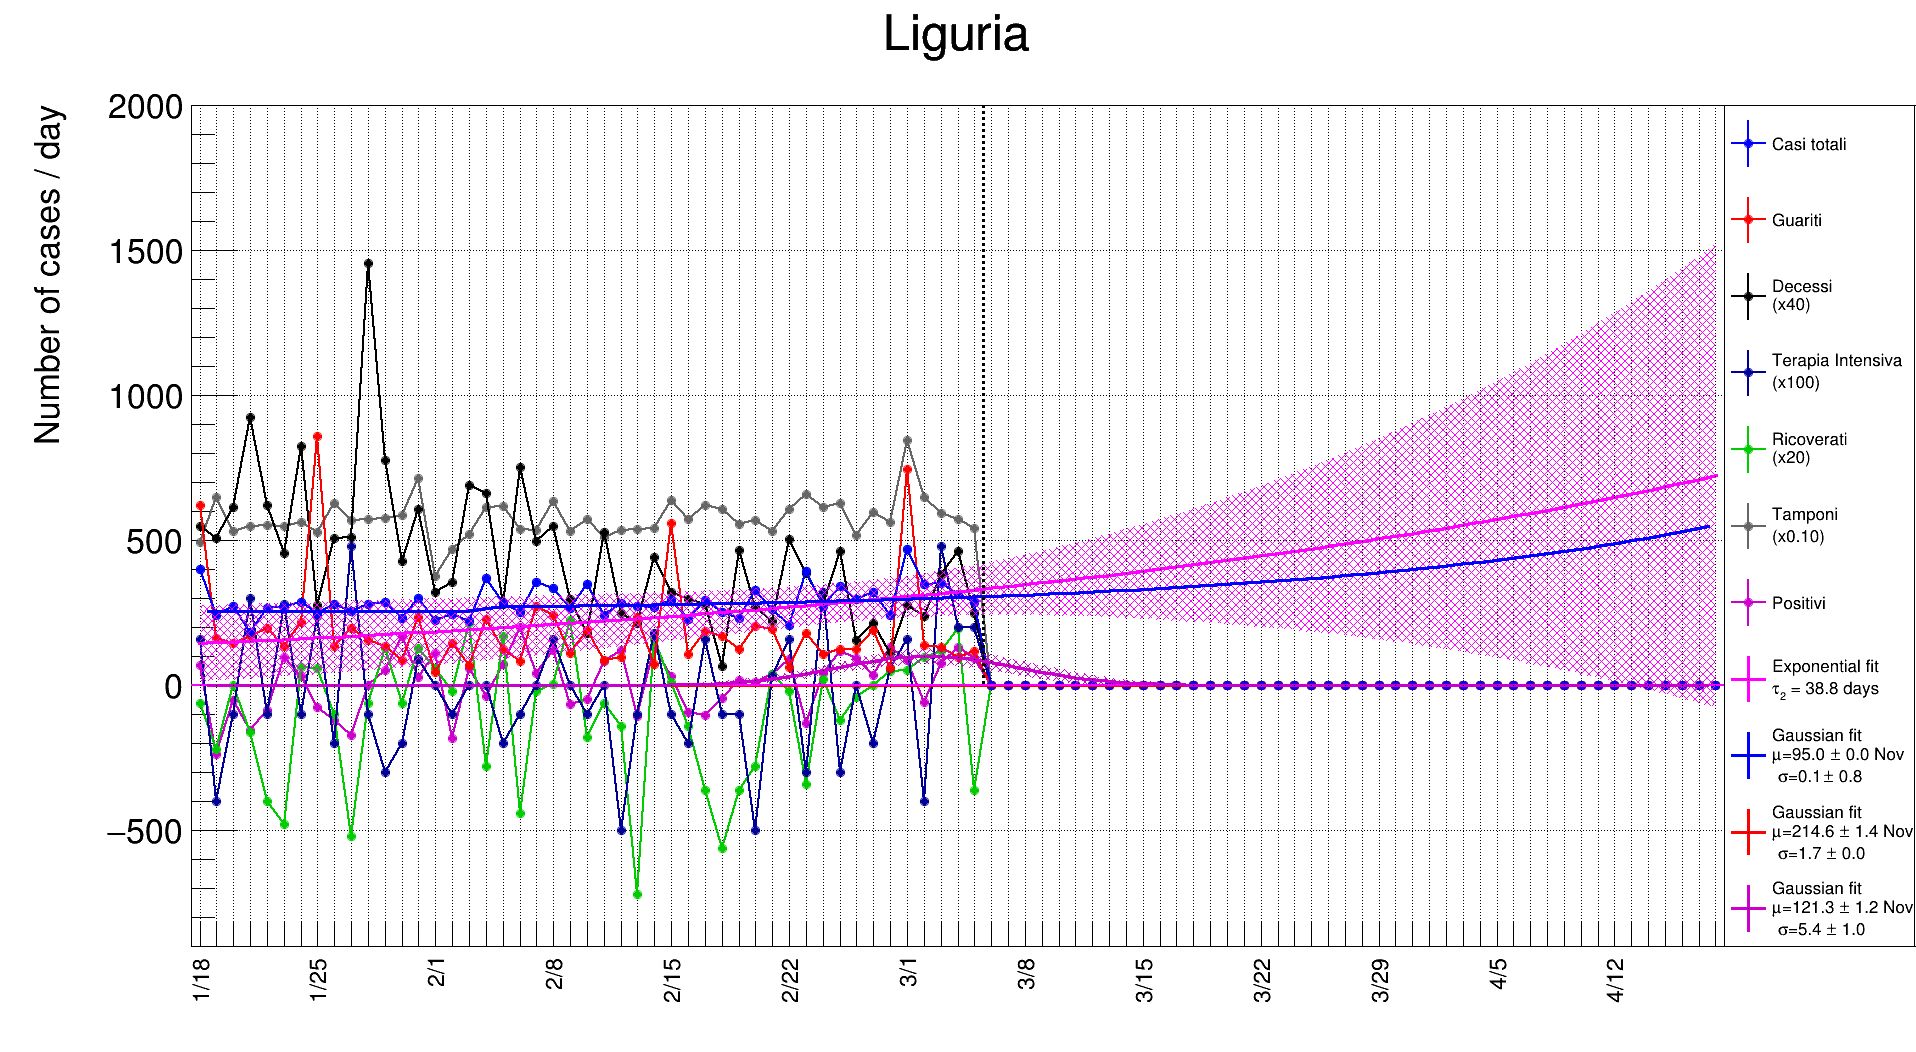 Liguria
Number of cases / day
2000
1500
1000
500
0
−500
1/18
1/25
2/1
2/8
2/15
2/22
3/1
3/8
3/15
3/22
3/29
4/5
4/12
Casi totali
Guariti
Decessi
(x40)
Terapia Intensiva
(x100)
Ricoverati
(x20)
Tamponi
(x0.10)
Positivi
Exponential fit
τ2 = 38.8 days
Gaussian fit
μ=95.0 ± 0.0 Nov
σ=0.1 ± 0.8
Gaussian fit
μ=214.6 ± 1.4 Nov
σ=1.7 ± 0.0
Gaussian fit
μ=121.3 ± 1.2 Nov
σ=5.4 ± 1.0